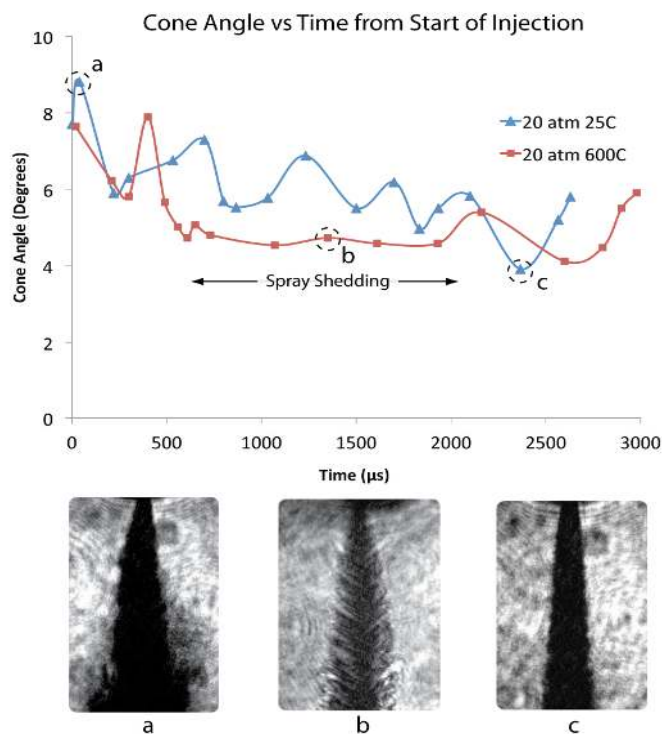 Cone Angle vs Time from Start of Injection
10
8
6
4
2
0
Cone Angle (Degrees)
a
20 atm 25C
20 atm 600C
b
Spray Shedding
c
0 500 1000 1500 2000 2500 3000
Time (µs)
a b c